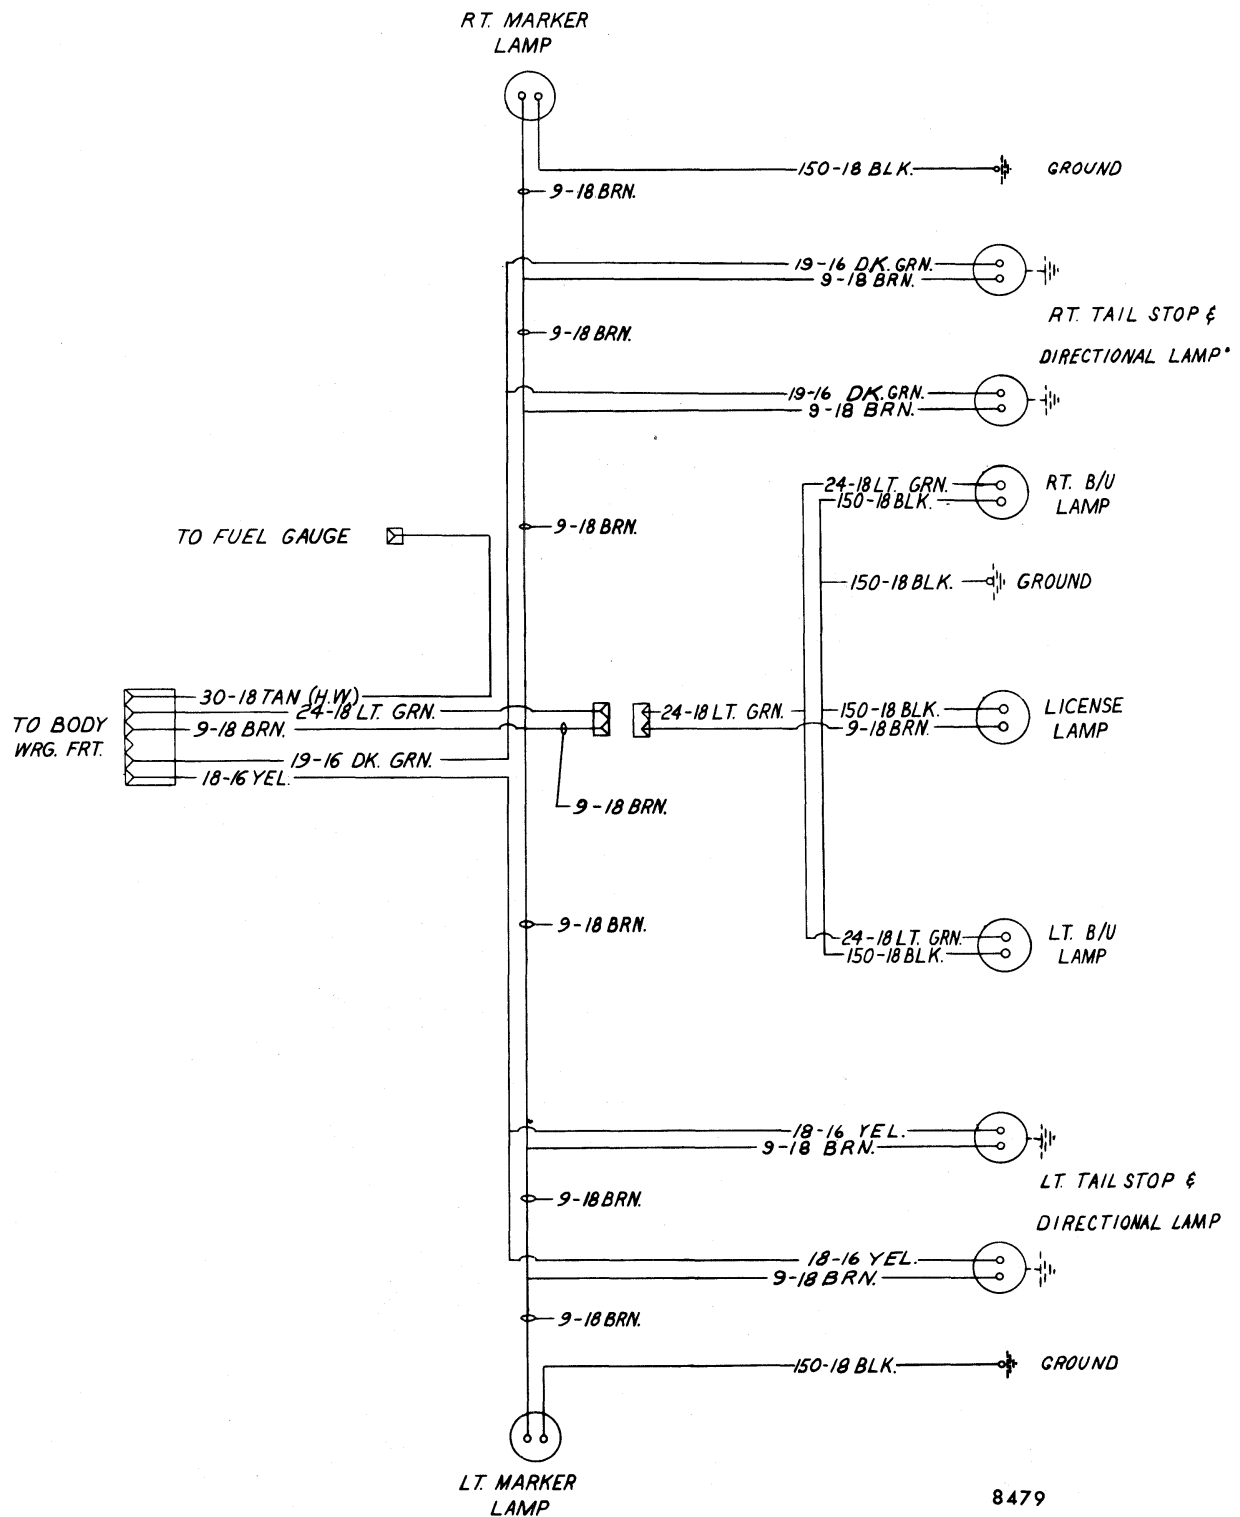 RT. MARKER
LAMP
150-18 BLK.
GROUND
9-18 BRN.
19-16 DK. GRN.
9-18 BRN.
RT. TAIL STOP &
9-18 BRN.
DIRECTIONAL LAMP
19-16 DK. GRN.
9-18 BRN.
24-18 LT. GRN.
RT. B/U
150-18 BLK.
LAMP
9-18 BRN.
TO FUEL GAUGE
150-18 BLK.
GROUND
30-18 TAN (H.W.)
24-18 LT. GRN.
24-18 LT. GRN.
150-18 BLK.
LICENSE
TO BODY
9-18 BRN.
9-18 BRN.
LAMP
WRG. FRT.
19-16 DK. GRN.
18-16 YEL.
9-18 BRN.
9-18 BRN.
24-18 LT. GRN.
LT. B/U
150-18 BLK.
LAMP
18-16 YEL.
9-18 BRN.
LT. TAIL STOP &
9-18 BRN.
DIRECTIONAL LAMP
18-16 YEL.
9-18 BRN.
9-18 BRN.
150-18 BLK.
GROUND
LT. MARKER
LAMP
8479